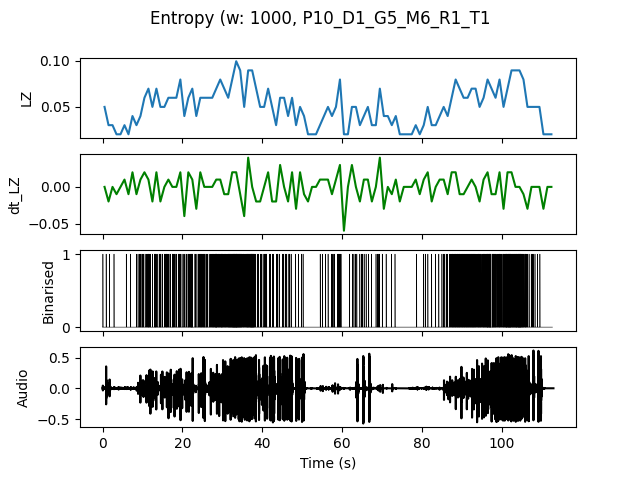 Entropy (w: 1000, P10_D1_G5_M6_R1_T1
0.10
0.05
LZ
0.00
−0.05
dt_LZ
1
0
Binarised
0.5
0.0
−0.5
Audio
0 20 40 60 80 100
Time (s)